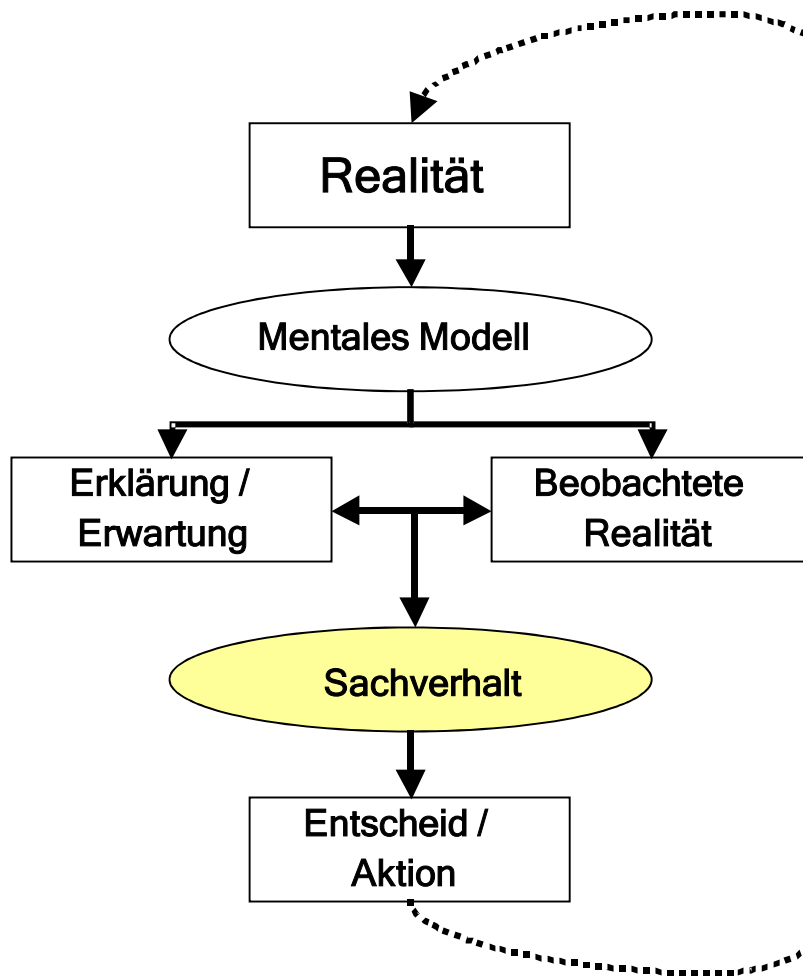 Realität
Mentales Modell
Erklärung /
Erwartung
Beobachtete
Realität
Sachverhalt
Entscheid /
Aktion